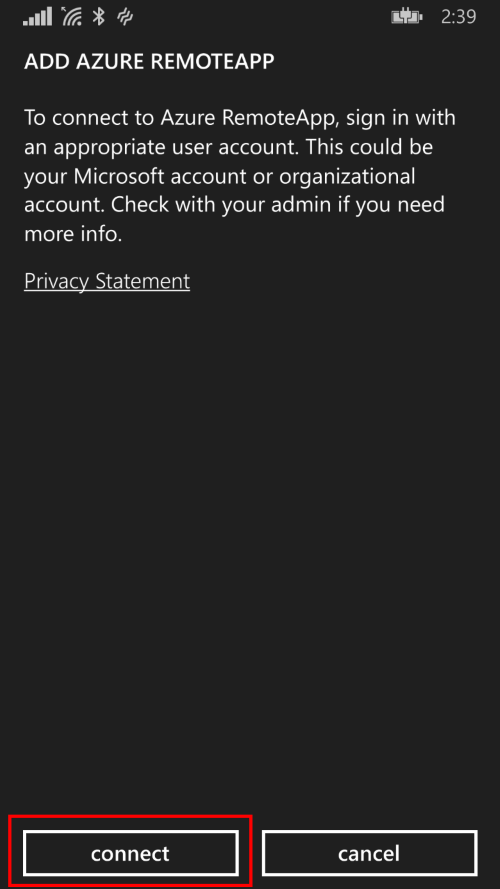 2:39
ADD AZURE REMOTEAPP
To connect to Azure RemoteApp, sign in with
an appropriate user account. This could be
your Microsoft account or organizational
account. Check with your admin if you need
more info.
Privacy Statement
connect
cancel